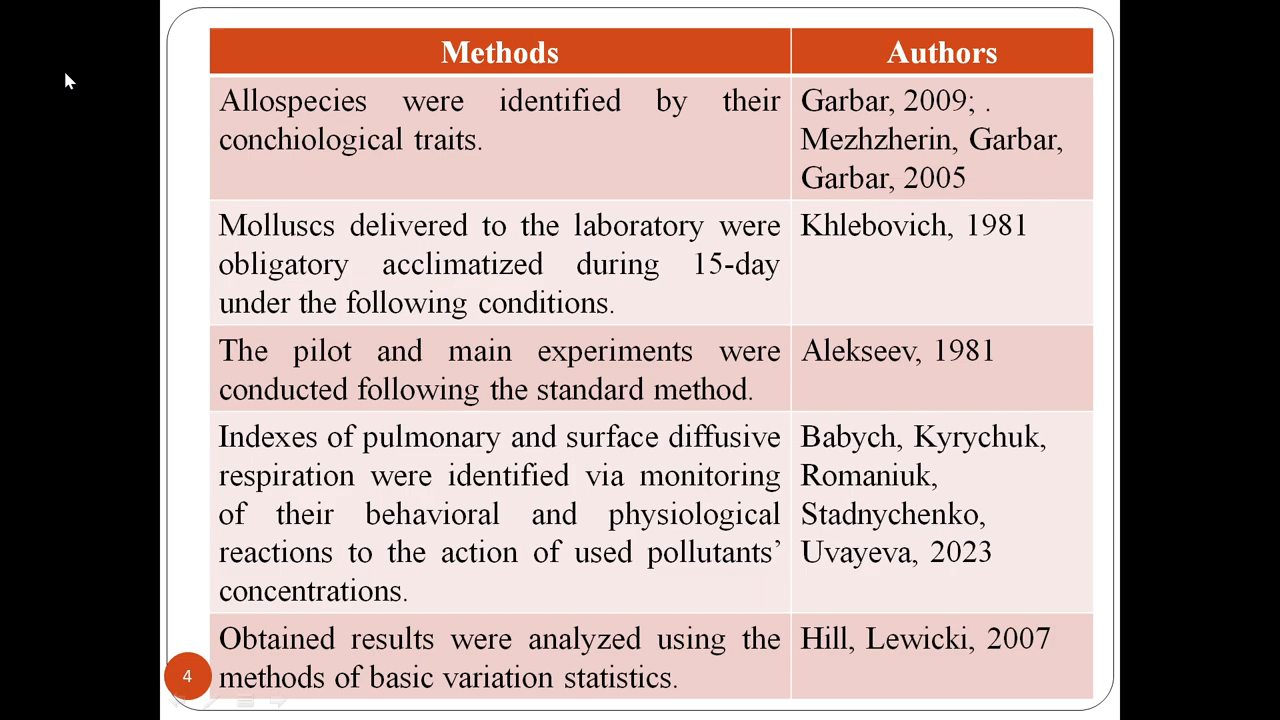 Methods
Authors
Allospecies were identified by their
conchiological traits.
Garbar, 2009; .
Mezhzherin, Garbar,
Garbar, 2005
Molluscs delivered to the laboratory were
obligatory acclimatized during 15-day
under the following conditions.
Khlebovich, 1981
The pilot and main experiments were
conducted following the standard method.
Alekseev, 1981
Indexes of pulmonary and surface diffusive
respiration were identified via monitoring
of their behavioral and physiological
reactions to the action of used pollutants’
concentrations.
Babych, Kyrychuk,
Romaniuk,
Stadnychenko,
Uvayeva, 2023
Obtained results were analyzed using the
methods of basic variation statistics.
Hill, Lewicki, 2007
4